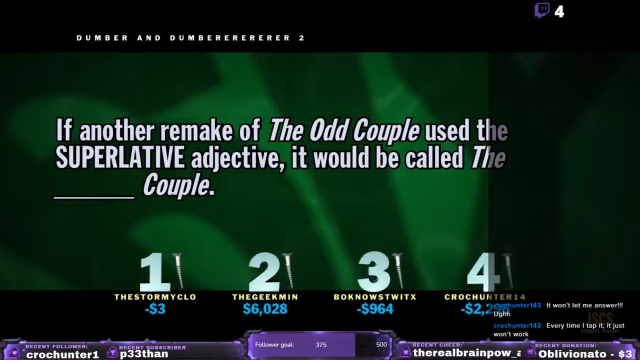 4
DUMBER AND DUMBERERERERER 2
If another remake of The Odd Couple used the
SUPERLATIVE adjective, it would be called The
______ Couple.
1 2 3 4
THESTORMYCLO THEGEEKMIN BOKNOWSTWITX CROCHUNTER14
-$3 $6,028 -$964 -$2,2
crochunter143: It won't let me answer!!!
Ughh
crochunter143: Every time I tap it, it just
won't work
RECENT FOLLOWER: RECENT SUBSCRIBER Follower goal: 375 500 RECENT CHEER: RECENT DONATION:
crochunter1 p33than therealbrainpow Oblivionato - $3